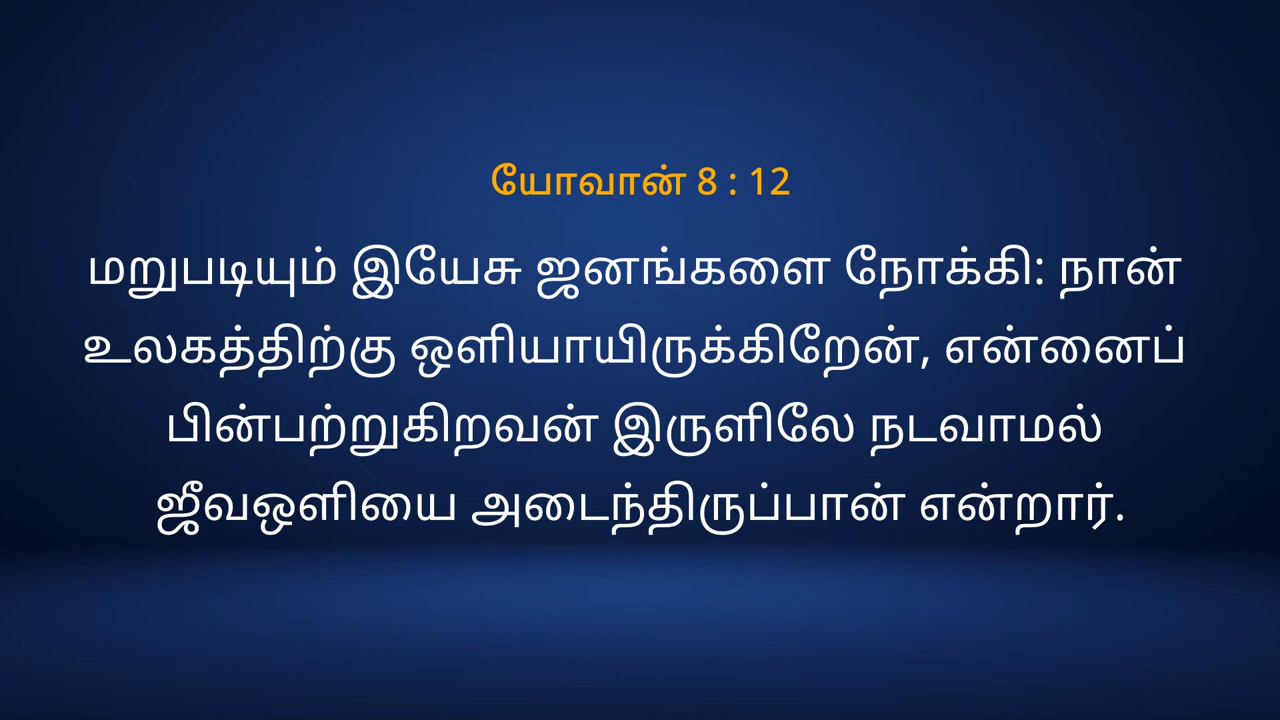 யோவான் 8 : 12
மறுபடியும் இயேசு ஜனங்களை நோக்கி: நான்
உலகத்திற்கு ஒளியாயிருக்கிறேன், என்னைப்
பின்பற்றுகிறவன் இருளிலே நடவாமல்
ஜீவஒளியை அடைந்திருப்பான் என்றார்.